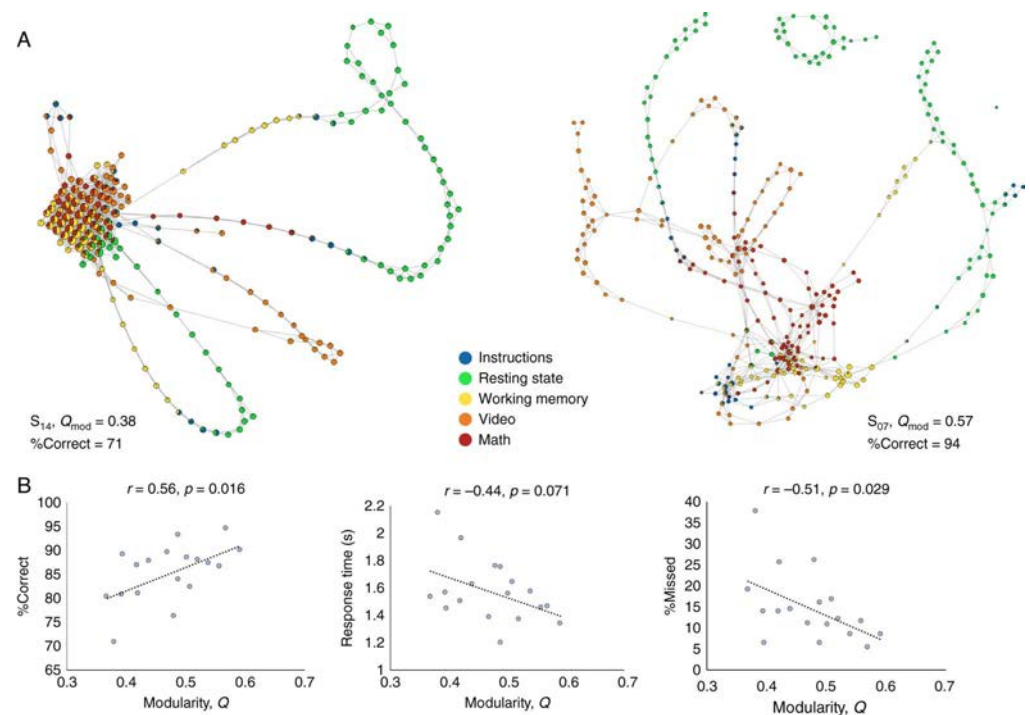 A
Instructions
Resting state
Working memory
Video
Math
S14, Qmod = 0.38
%Correct = 71
S07, Qmod = 0.57
%Correct = 94
B
r = 0.56, p = 0.016
100
95
90
85
80
75
70
65
%Correct
0.3 0.4 0.5 0.6 0.7
Modularity, Q
r = −0.44, p = 0.071
2.2
2
1.8
1.6
1.4
1.2
1
Response time (s)
0.3 0.4 0.5 0.6 0.7
Modularity, Q
r = −0.51, p = 0.029
40
35
30
25
20
15
10
5
0
%Missed
0.3 0.4 0.5 0.6 0.7
Modularity, Q